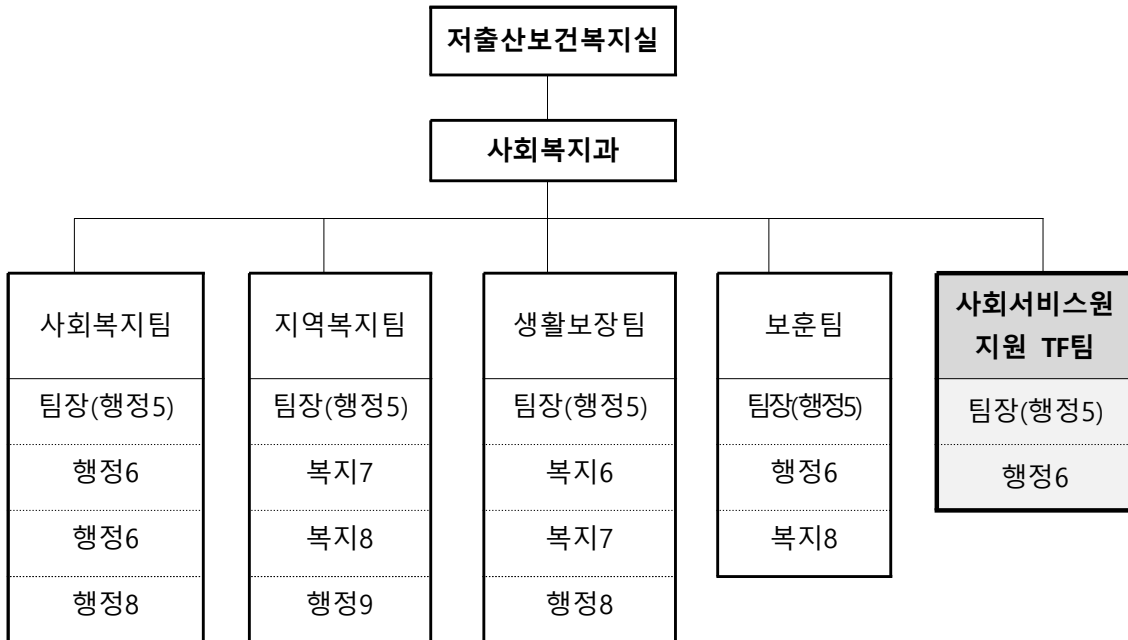 저출산보건복지실
사회복지과
사회복지팀
팀장(행정5)
행정6
행정6
행정8
지역복지팀
팀장(행정5)
복지7
복지8
행정9
생활보장팀
팀장(행정5)
복지6
복지7
행정8
보훈팀
팀장(행정5)
행정6
복지8
사회서비스원
지원 TF팀
팀장(행정5)
행정6